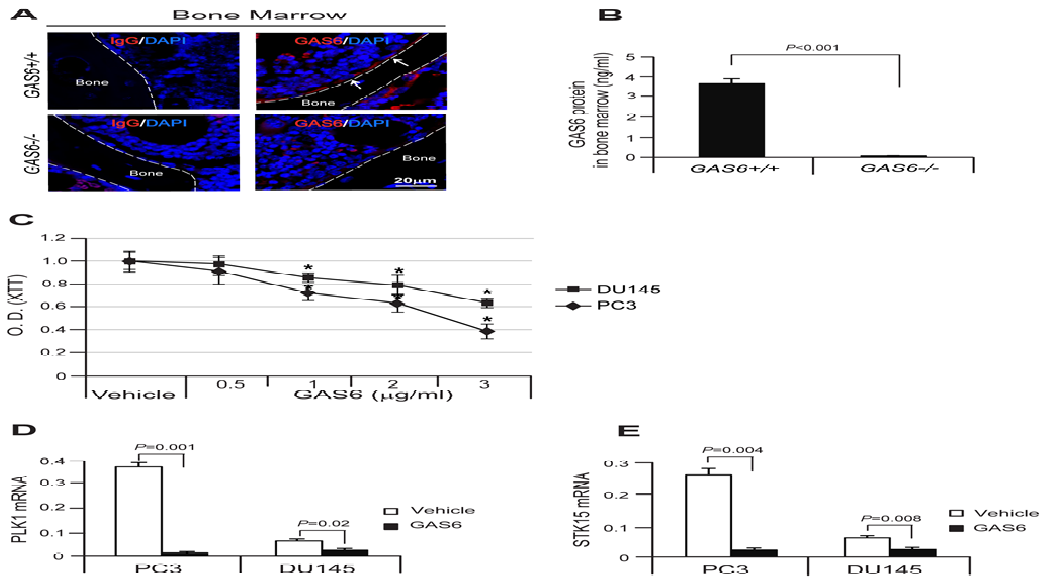 A
Bone Marrow
IgG/DAPI
GAS6/DAPI
GAS6+/+
Bone
Bone
IgG/DAPI
GAS6/DAPI
GAS6-/-
Bone
Bone
20μm
B
P<0.001
GAS6 protein
iin bone marrow (ng/ml)
5
4
3
2
1
0
GAS6+/+
GAS6-/-
C
O.D. (XTT)
1.2
1.0
0.8
0.6
0.4
0.2
0
*
*
*
*
*
*
DU145
PC3
Vehicle
0.5
1
2
3
GAS6 (μg/ml)
D
PLK1 mRNA
0.4
0.3
0.2
0.1
0
P=0.001
P=0.02
Vehicle
GAS6
PC3
DU145
E
STK15 mRNA
0.3
0.2
0.1
0
P=0.004
P=0.008
Vehicle
GAS6
PC3
DU145